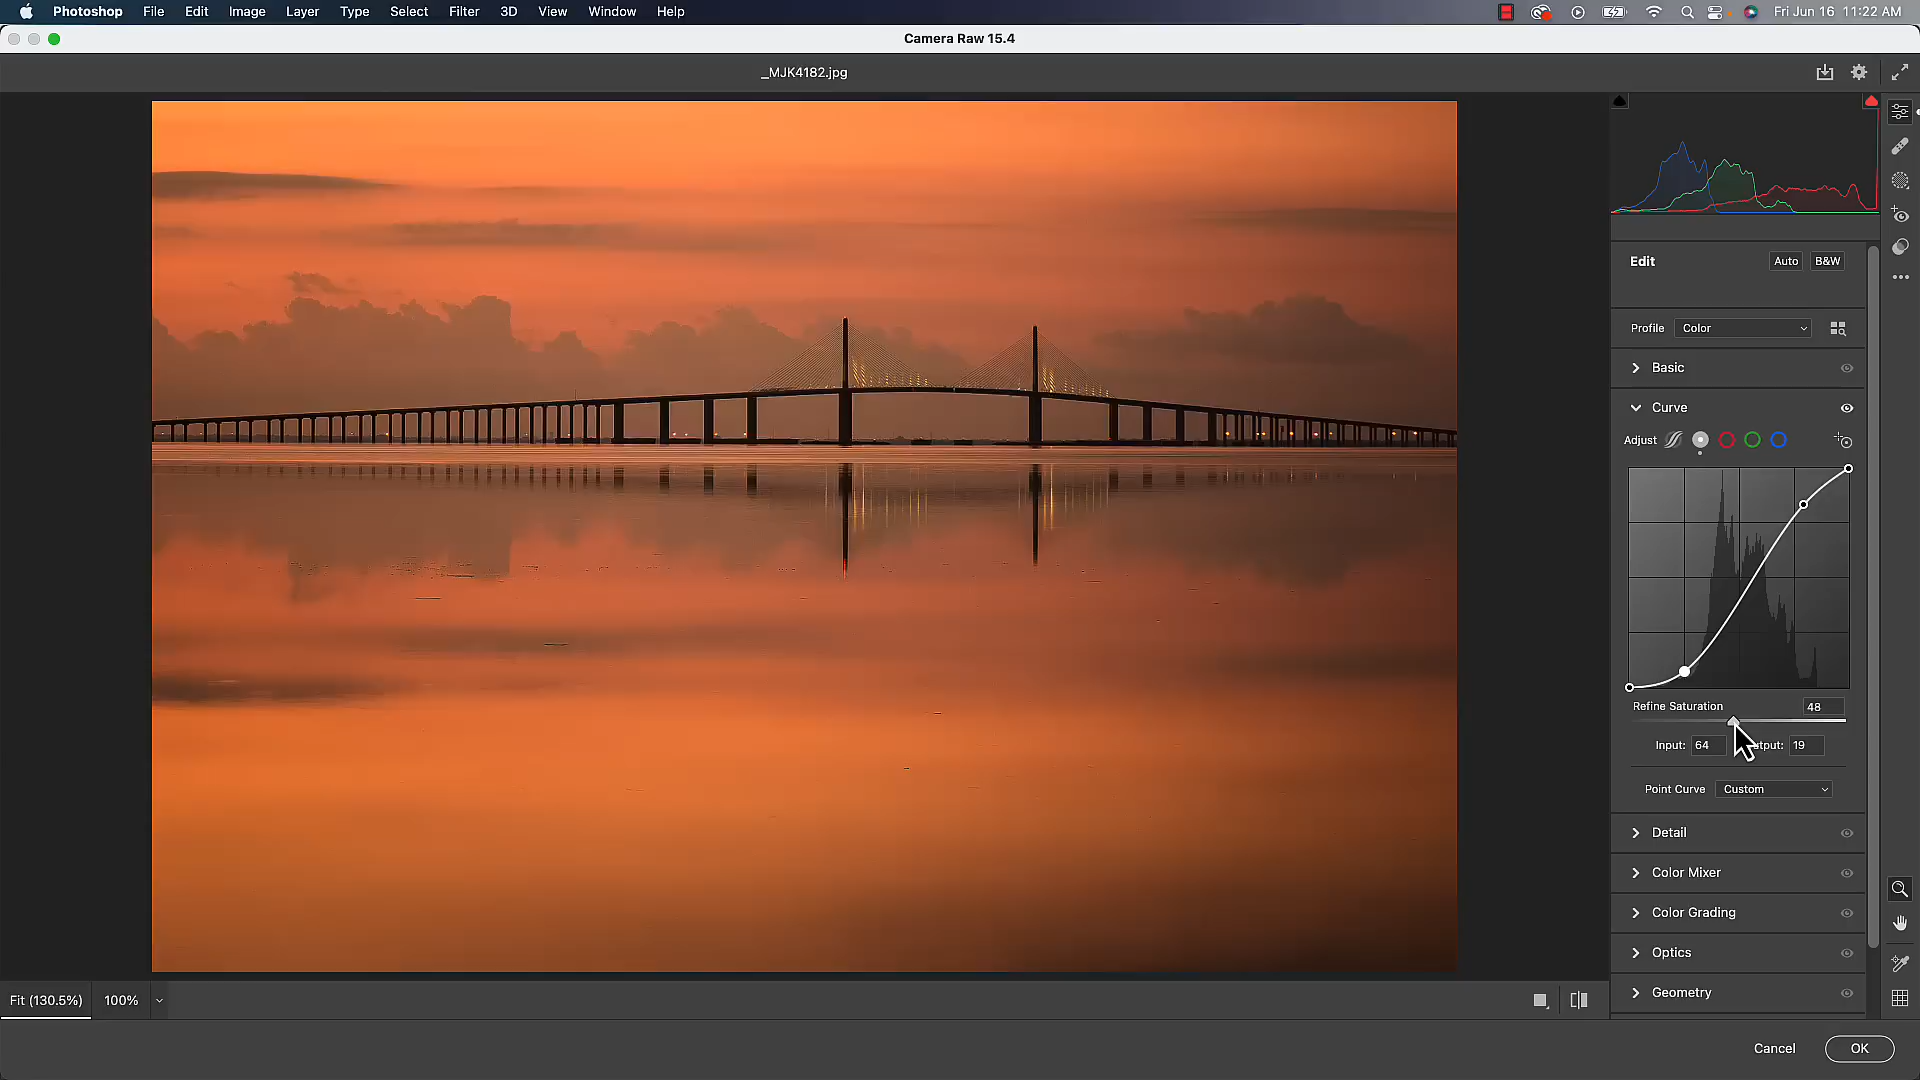 Photoshop File Edit Image Layer Type Select Filter 3D View Window Help Fri Jun 16 11:22 AM
Camera Raw 15.4
_MJK4182.jpg
Edit Auto B&W
Profile Color
Basic
Curve
Adjust
Refine Saturation 48
Input: 64 utput: 19
Point Curve Custom
Detail
Color Mixer
Color Grading
Optics
Geometry
Fit (130.5%) 100%
Cancel OK